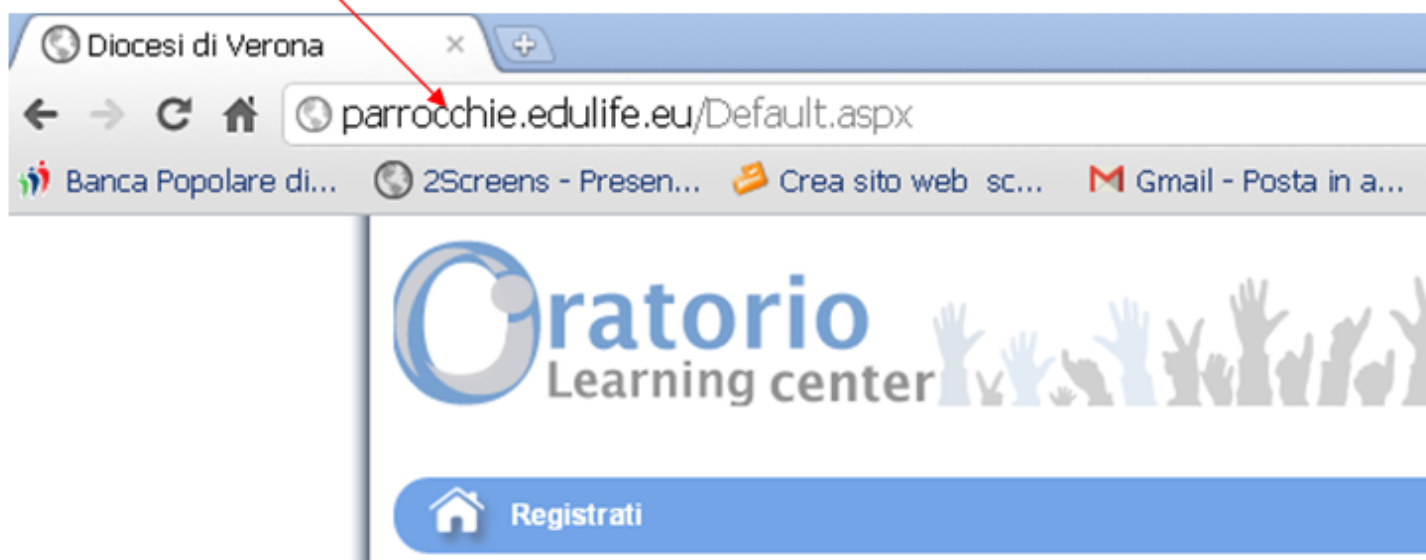 Diocesi di Verona
parrocchie.edulife.eu/Default.aspx
Banca Popolare di... 2Screens - Presen... Crea sito web sc... Gmail - Posta in a...
Oratorio
Learning center
Registrati